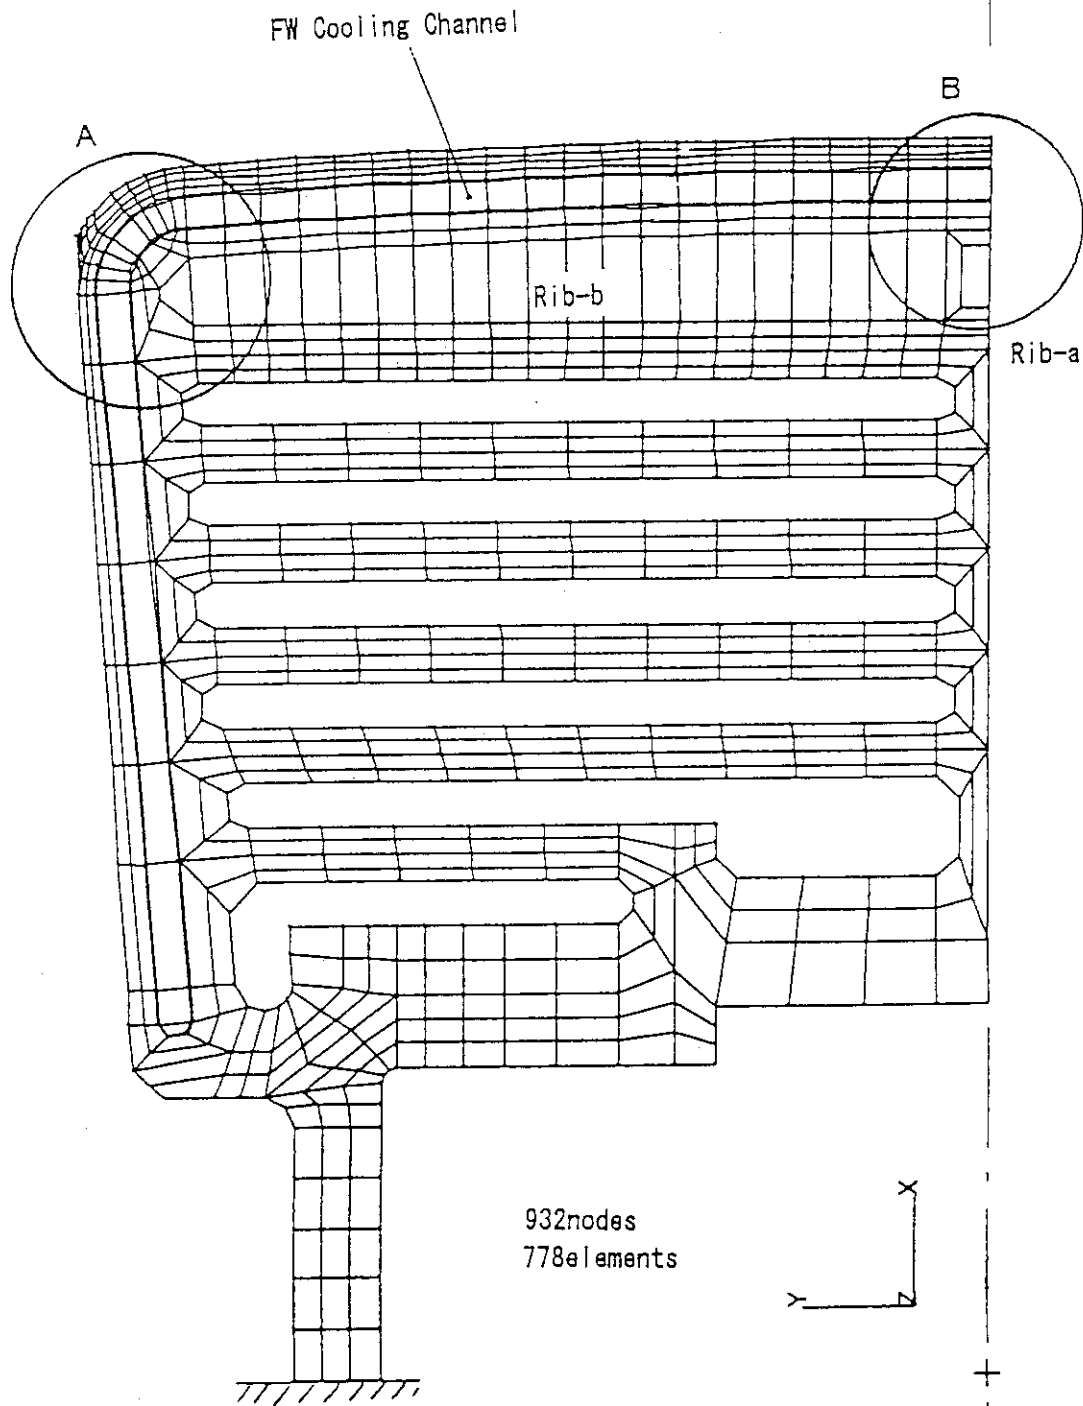 FW Cooling Channel
B
A
Rib-b
Rib-a
932nodes
778elements
X
Y
Z